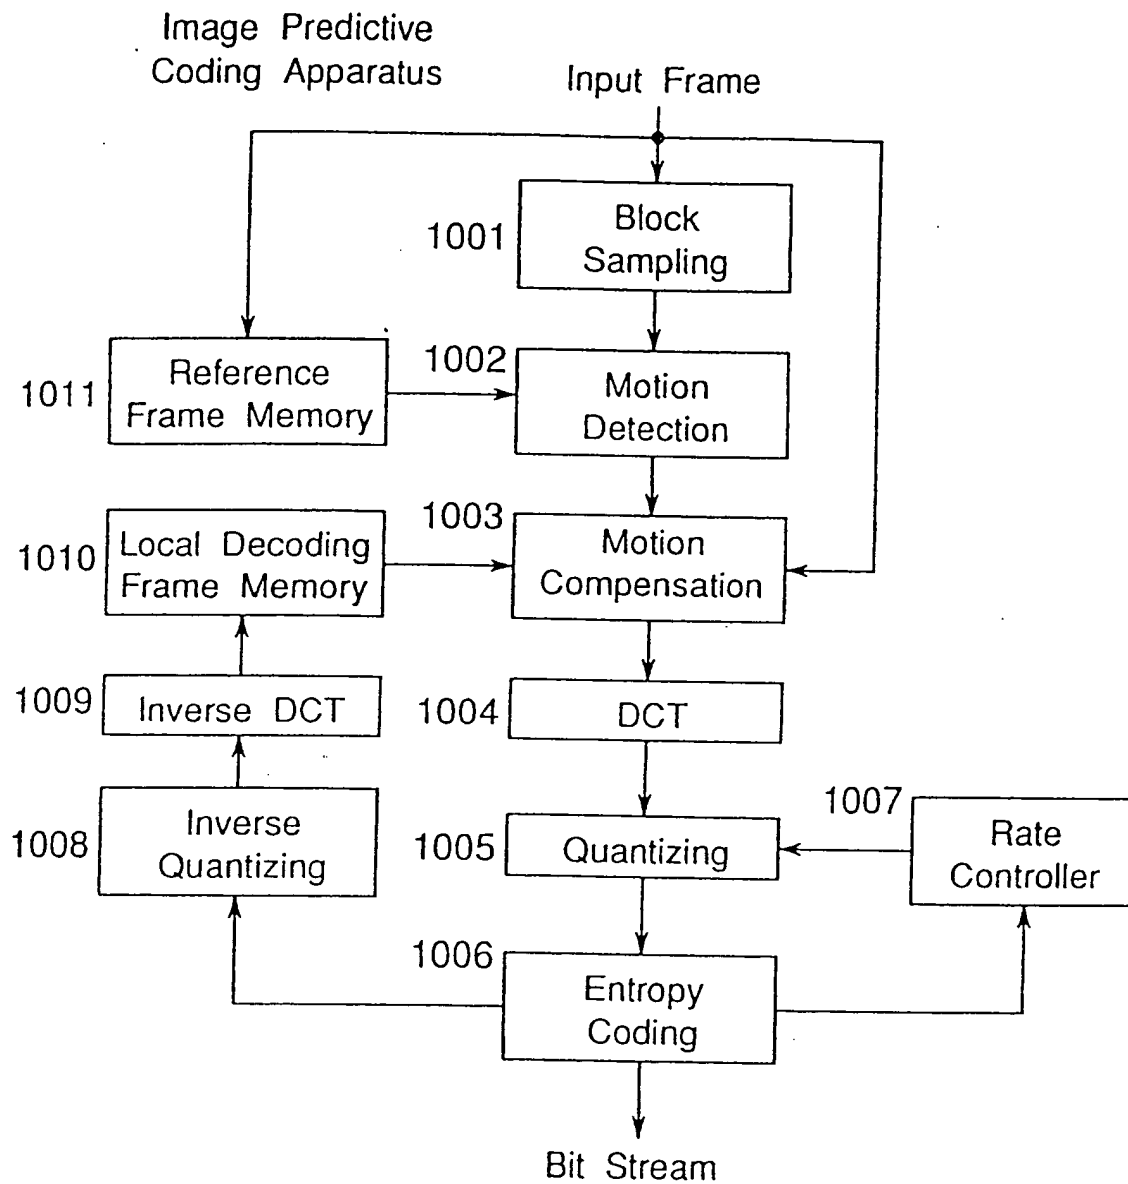 Image Predictive
Coding Apparatus
Input Frame
1001
Block
Sampling
1011
Reference
Frame Memory
1002
Motion
Detection
1010
Local Decoding
Frame Memory
1003
Motion
Compensation
1009
Inverse DCT
1004
DCT
1008
Inverse
Quantizing
1005
Quantizing
1007
Rate
Controller
1006
Entropy
Coding
Bit Stream